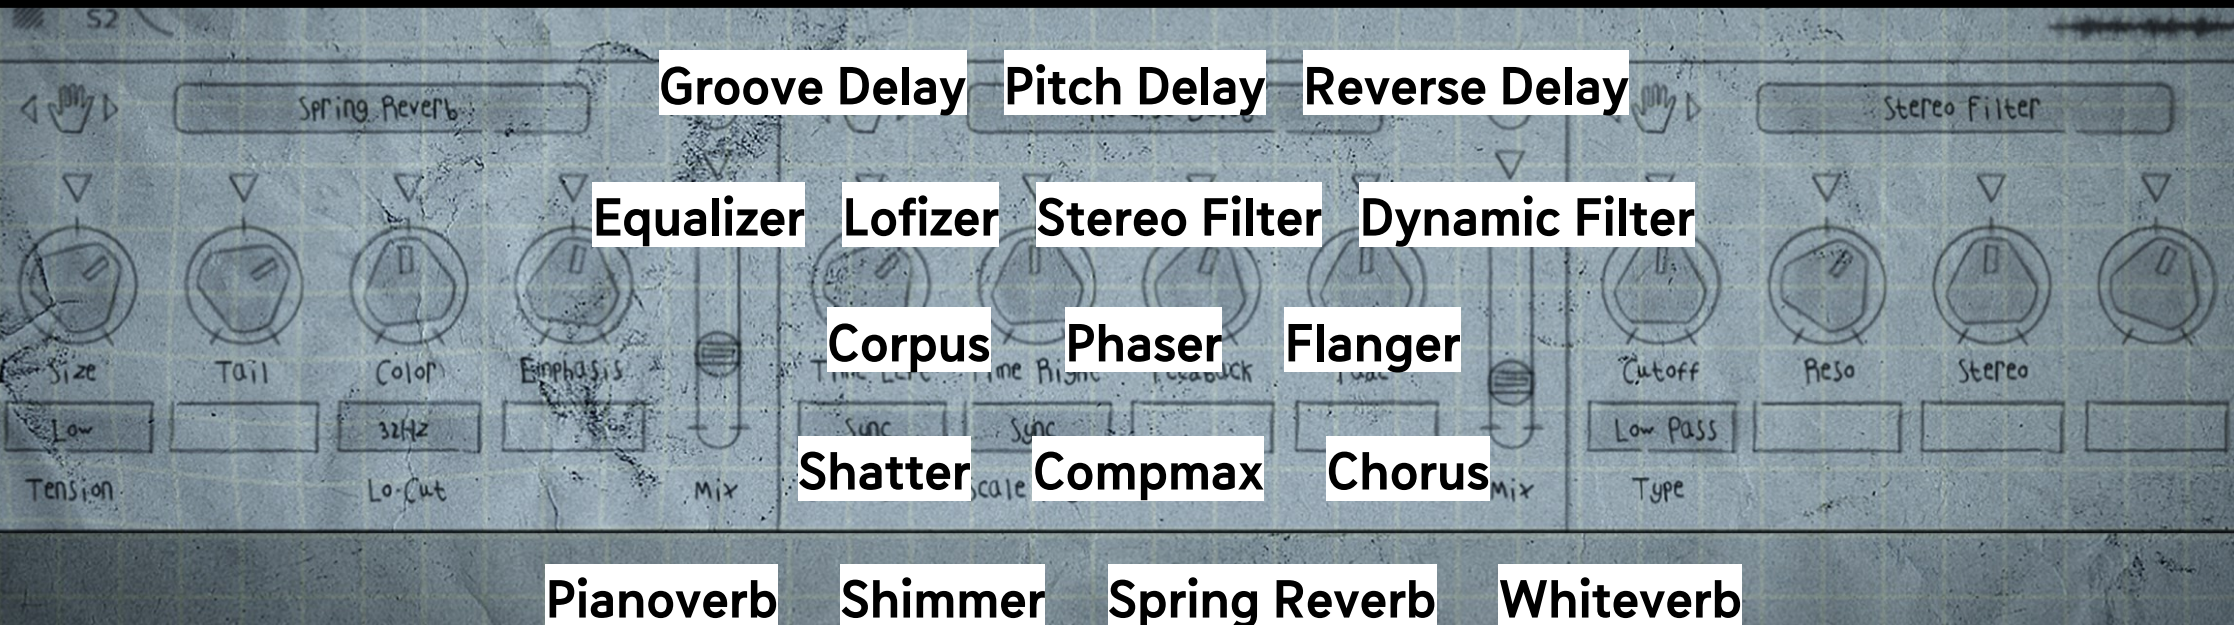 52
Groove Delay Pitch Delay Reverse Delay
Spring Reverb
Stereo Filter
Equalizer Lofizer Stereo Filter Dynamic Filter
Corpus Phaser Flanger
Size Tail Color Emphasis
Cutoff Reso Stereo
Low 32HZ Sync Sync Low Pass
Shatter Compmax Chorus
Tension Lo-Cut Mix Mix Type
Pianoverb Shimmer Spring Reverb Whiteverb